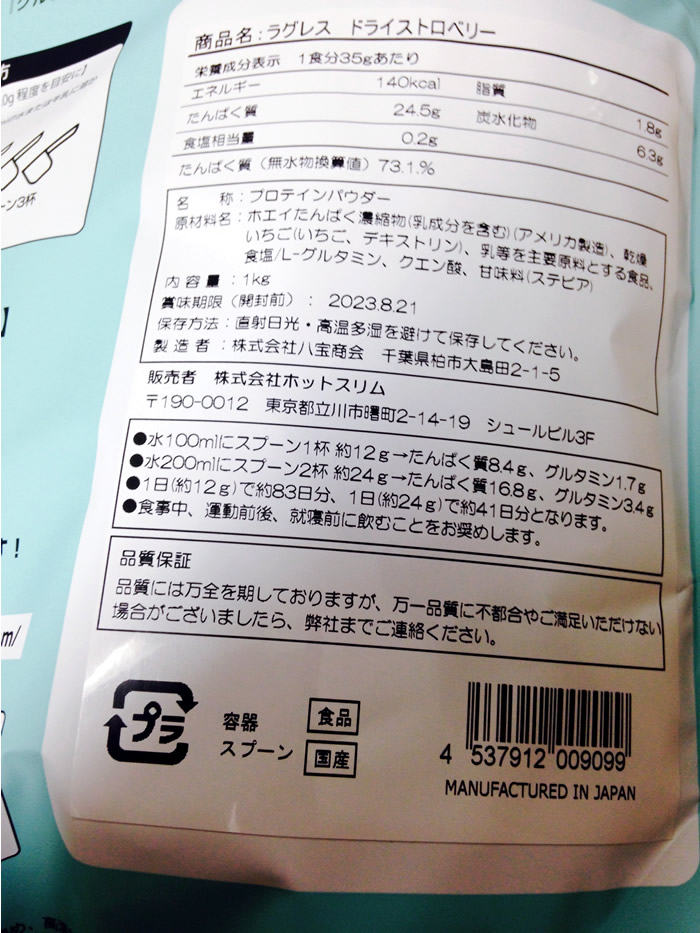 方
0g 程度を目安に】
ーン3杯
商品名：ラグレス　ドライストロベリー
栄養成分表示　1食分35gあたり
エネルギー　140kcal　脂質　1.8g
たんぱく質　24.5g　炭水化物　6.3g
食塩相当量　0.2g
たんぱく質（無水物換算値）73.1.%
名　　称：プロテインパウダー
原材料名：ホエイたんぱく濃縮物(乳成分を含む)(アメリカ製造)、乾燥
いちご(いちご、デキストリン)、乳等を主要原料とする食品、
食塩/L-グルタミン、クエン酸、甘味料(ステビア)
内 容 量：1kg
賞味期限（開封前）： 2023.8.21
保存方法：直射日光・高温多湿を避けて保存してください。
製 造 者：株式会社八宝商会　千葉県柏市大島田2-1-5
販売者　株式会社ホットスリム
〒190-0012　東京都立川市曙町2-14-19　シュールビル3F
●水100mlにスプーン1杯 約12g→たんぱく質8.4g、グルタミン1.7g
●水200mlにスプーン2杯 約24g→たんぱく質16.8g、グルタミン3.4g
●1日(約12g)で約83日分、1日(約24g)で約41日分となります。
●食事中、運動前後、就寝前に飲むことをお奨めします。
す！
品質保証
品質には万全を期しておりますが、万一品質に不都合やご満足いただけない
場合がございましたら、弊社までご連絡ください。
m/
プラ
容器　食品
スプーン　国産
4 537912 009099
MANUFACTURED IN JAPAN